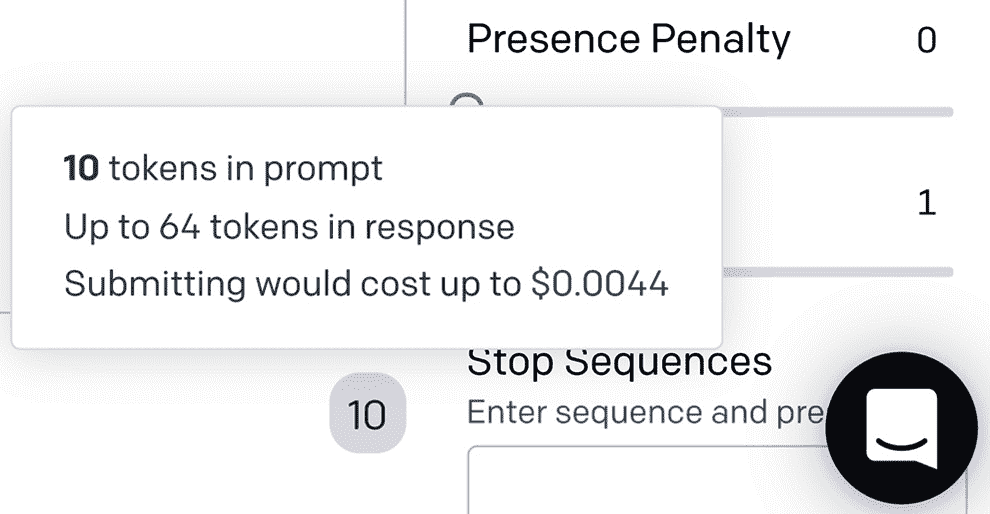 Presence Penalty 0
10 tokens in prompt
Up to 64 tokens in response
Submitting would cost up to $0.0044
1
Stop Sequences
10
Enter sequence and pre